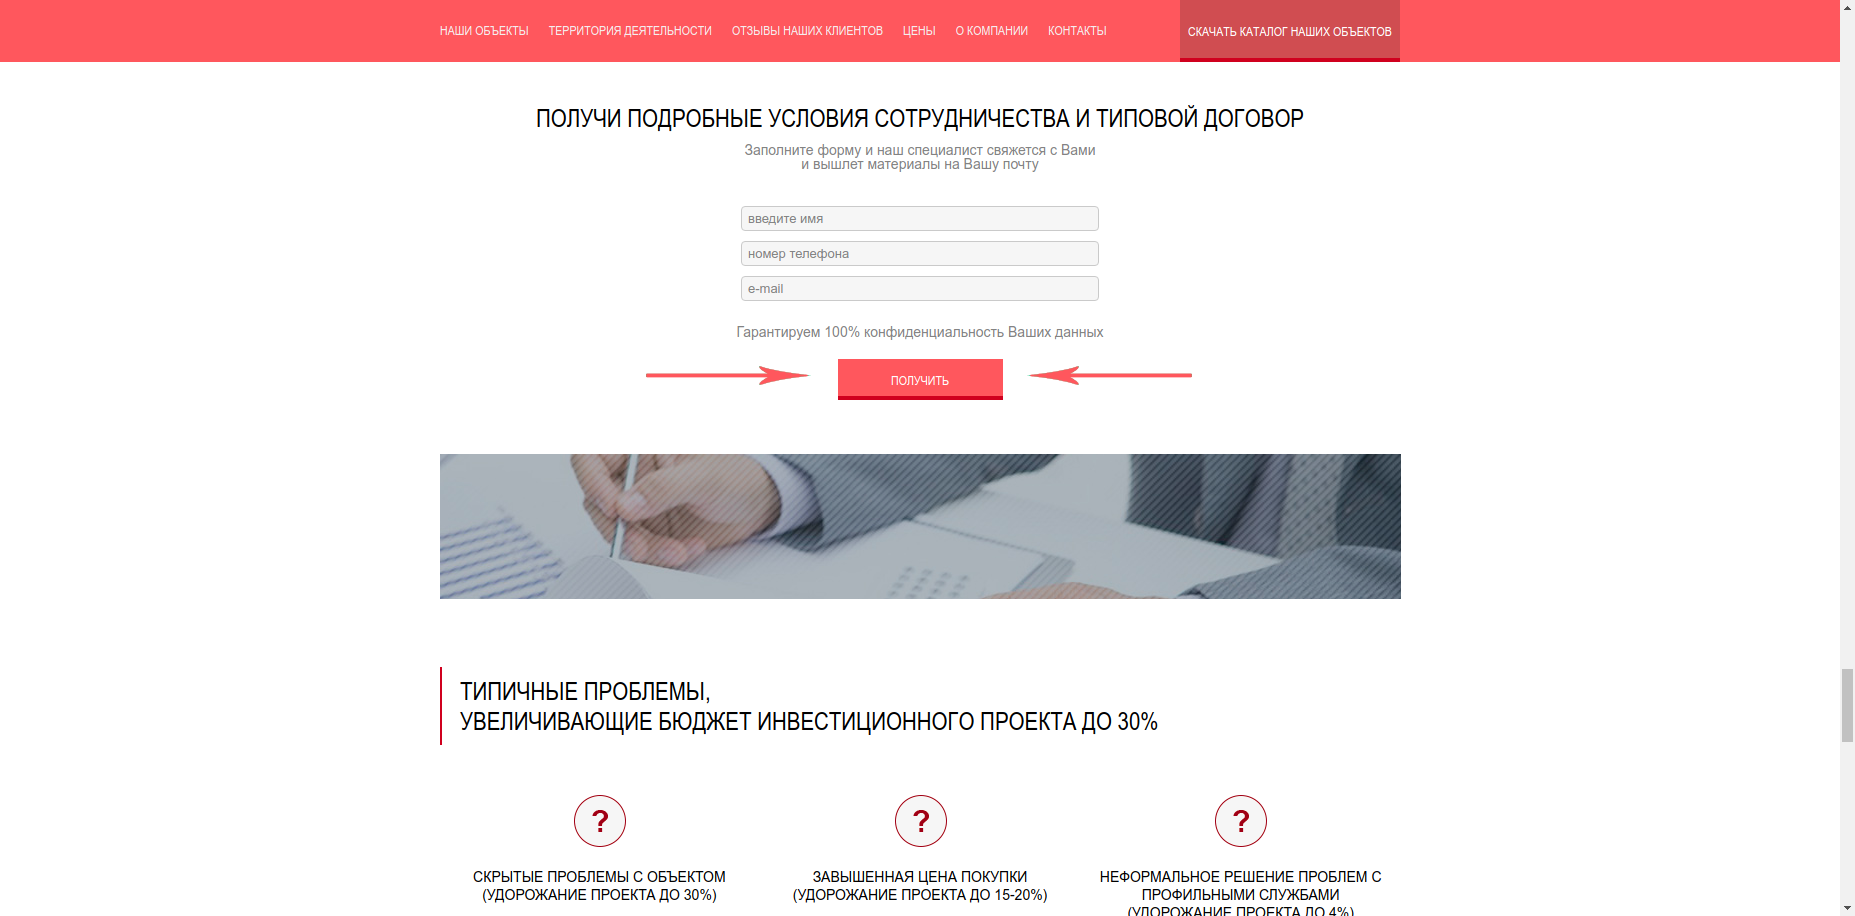 НАШИ ОБЪЕКТЫ ТЕРРИТОРИЯ ДЕЯТЕЛЬНОСТИ ОТЗЫВЫ НАШИХ КЛИЕНТОВ ЦЕНЫ О КОМПАНИИ КОНТАКТЫ СКАЧАТЬ КАТАЛОГ НАШИХ ОБЪЕКТОВ
ПОЛУЧИ ПОДРОБНЫЕ УСЛОВИЯ СОТРУДНИЧЕСТВА И ТИПОВОЙ ДОГОВОР
Заполните форму и наш специалист свяжется с Вами
и вышлет материалы на Вашу почту
введите имя
номер телефона
e-mail
Гарантируем 100% конфиденциальность Ваших данных
ПОЛУЧИТЬ
ТИПИЧНЫЕ ПРОБЛЕМЫ,
УВЕЛИЧИВАЮЩИЕ БЮДЖЕТ ИНВЕСТИЦИОННОГО ПРОЕКТА ДО 30%
? ? ?
СКРЫТЫЕ ПРОБЛЕМЫ С ОБЪЕКТОМ
(УДОРОЖАНИЕ ПРОЕКТА ДО 30%)
ЗАВЫШЕННАЯ ЦЕНА ПОКУПКИ
(УДОРОЖАНИЕ ПРОЕКТА ДО 15-20%)
НЕФОРМАЛЬНОЕ РЕШЕНИЕ ПРОБЛЕМ С
ПРОФИЛЬНЫМИ СЛУЖБАМИ
(УДОРОЖАНИЕ ПРОЕКТА ДО 4%)